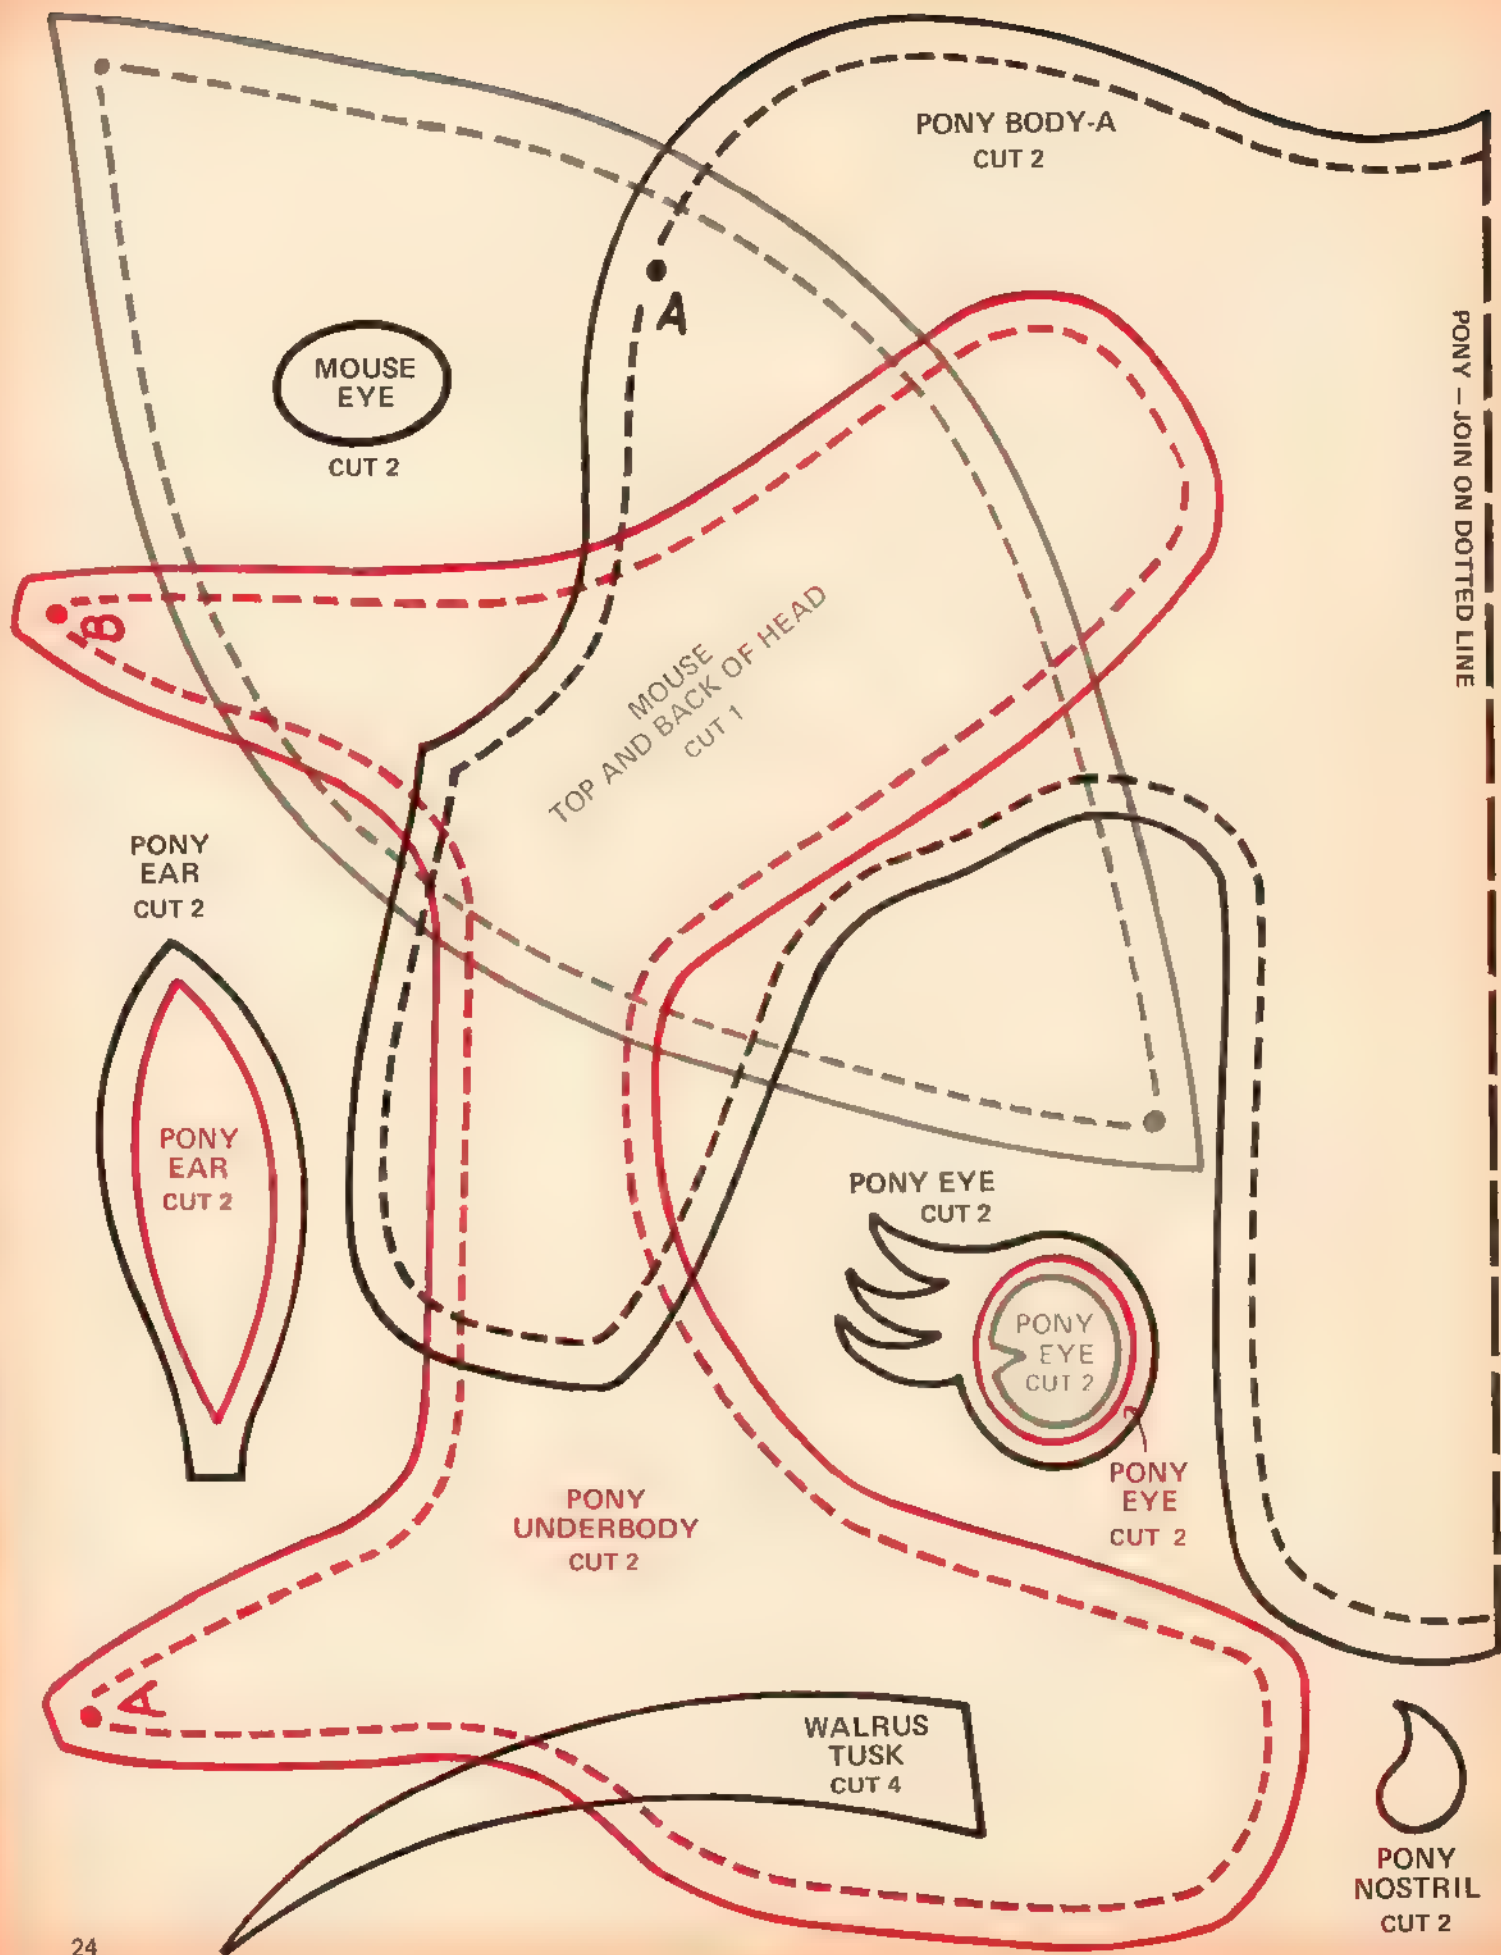 PONY BODY-A
CUT 2
A
PONY – JOIN ON DOTTED LINE
MOUSE
EYE
CUT 2
B
MOUSE
TOP AND BACK OF HEAD
CUT 1
PONY
EAR
CUT 2
PONY
EAR
CUT 2
PONY EYE
CUT 2
PONY
EYE
CUT 2
PONY
EYE
CUT 2
PONY
UNDERBODY
CUT 2
A
WALRUS
TUSK
CUT 4
PONY
NOSTRIL
CUT 2
24